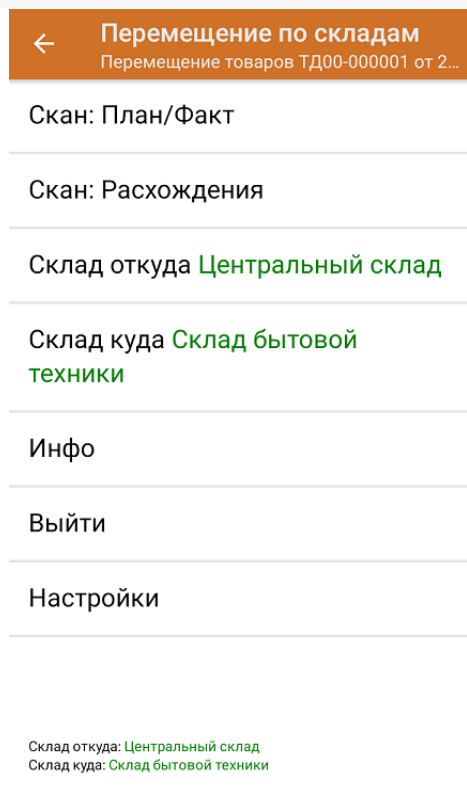 Перемещение по складам
Перемещение товаров ТД00-000001 от 2...
Скан: План/Факт
Скан: Расхождения
Склад откуда Центральный склад
Склад куда Склад бытовой
техники
Инфо
Выйти
Настройки
Склад откуда: Центральный склад
Склад куда: Склад бытовой техники